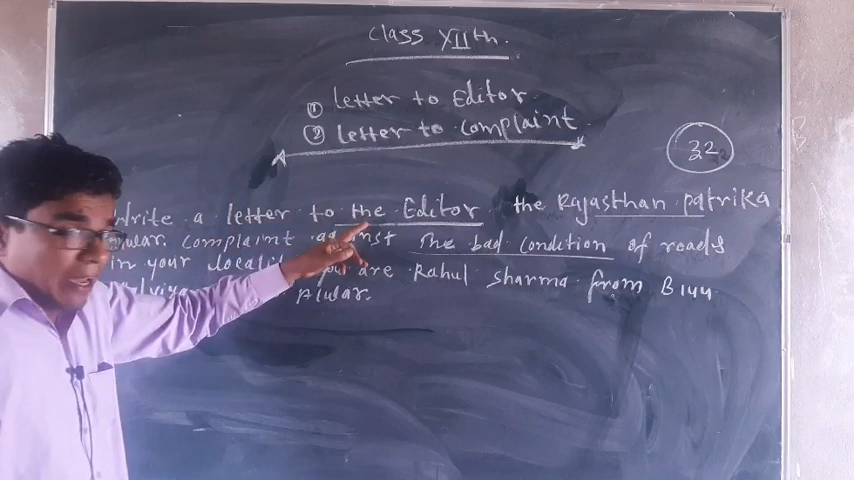 Class XIIth.
① letter to Editor
② letter to complaint
32
Write a letter to the Editor the Rajasthan patrika
complaint against The bad condition of roads
in your you are Rahul sharma from B144
Alwar.